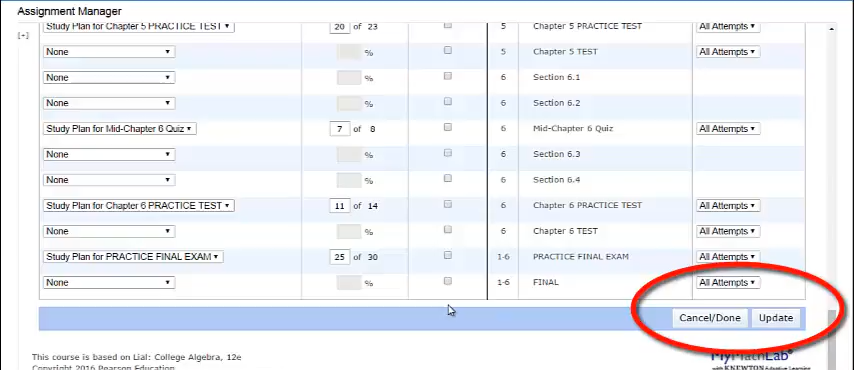 Assignment Manager
[+]
Study Plan for Chapter 5 PRACTICE TEST ▾ 20 of 23 5 Chapter 5 PRACTICE TEST All Attempts ▾
None ▾ % 5 Chapter 5 TEST All Attempts ▾
None ▾ % 6 Section 6.1
None ▾ % 6 Section 6.2
Study Plan for Mid-Chapter 6 Quiz ▾ 7 of 8 6 Mid-Chapter 6 Quiz All Attempts ▾
None ▾ % 6 Section 6.3
None ▾ % 6 Section 6.4
Study Plan for Chapter 6 PRACTICE TEST ▾ 11 of 14 6 Chapter 6 PRACTICE TEST All Attempts ▾
None ▾ % 6 Chapter 6 TEST All Attempts ▾
Study Plan for PRACTICE FINAL EXAM ▾ 25 of 30 1-6 PRACTICE FINAL EXAM All Attempts ▾
None ▾ % 1-6 FINAL All Attempts ▾
Cancel/Done Update
This course is based on Lial: College Algebra, 12e
Copyright 2016 Pearson Education
MyMathLab®
with KNEWTON Adaptive Learning